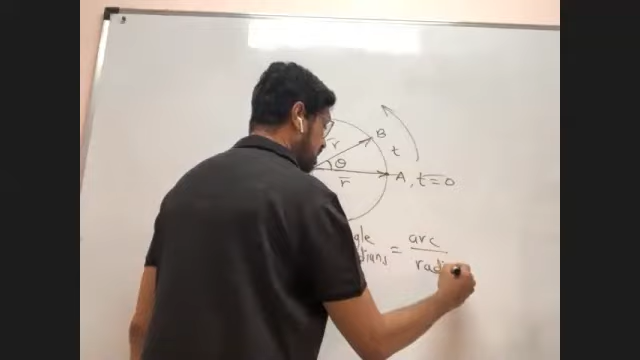 B
r
t
θ
A, t=0
r
gle = arc
dians radi